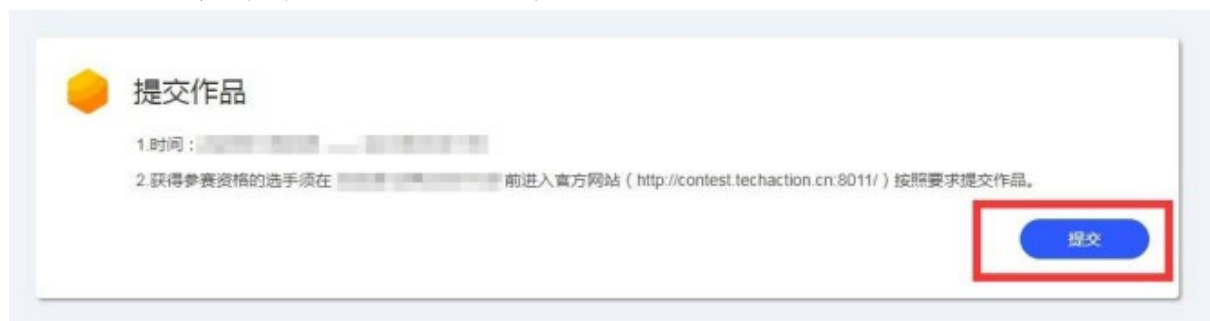 提交作品
1.时间：
2.获得参赛资格的选手须在 前进入官方网站（http://contest.techaction.cn:8011/）按照要求提交作品。
提交